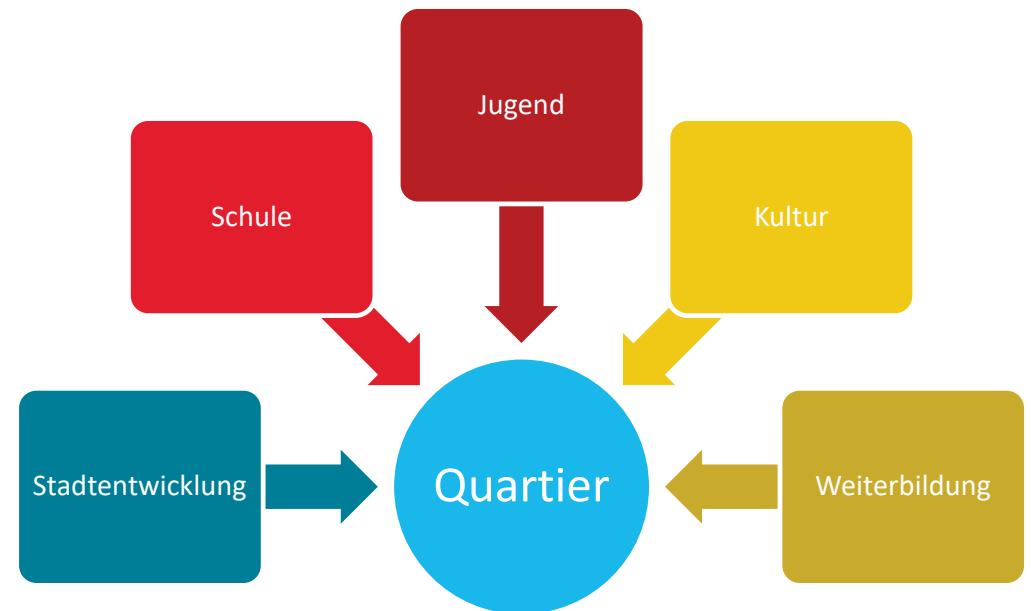 Jugend
Schule
Kultur
Stadtentwicklung
Quartier
Weiterbildung